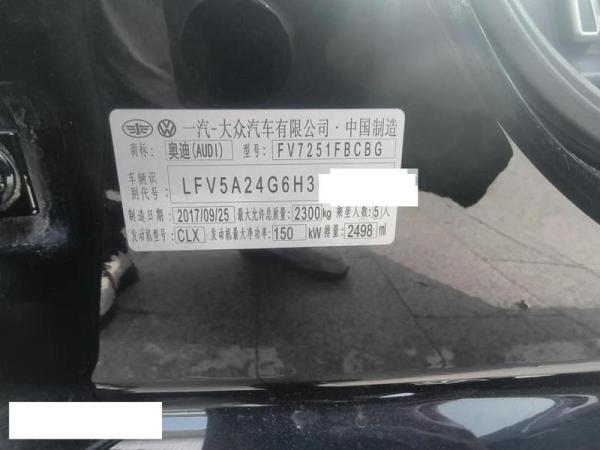 一汽-大众汽车有限公司·中国制造
商标: 奥迪(AUDI) 型号: FV7251FBCBG
车辆识别代号: LFV5A24G6H3
制造日期 2017/09/25 最大允许总质量: 2300kg 乘坐人数: 5人
发动机型号 CLX 发动机最大净功率: 150 kW 排量: 2498 ml